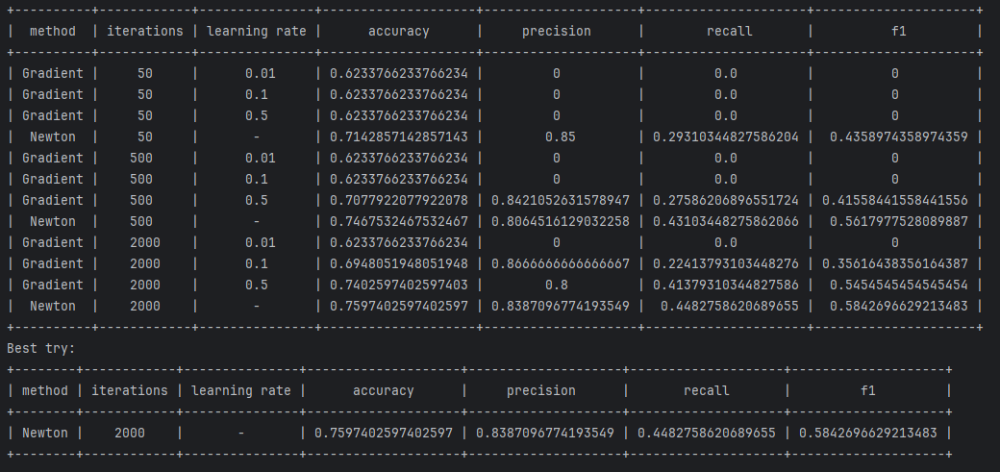 +----------+------------+---------------+--------------------+--------------------+---------------------+---------------------+
|  method  | iterations | learning rate |      accuracy      |     precision      |        recall       |          f1         |
+----------+------------+---------------+--------------------+--------------------+---------------------+---------------------+
| Gradient |     50     |      0.01     | 0.6233766233766234 |         0          |         0.0         |          0          |
| Gradient |     50     |      0.1      | 0.6233766233766234 |         0          |         0.0         |          0          |
| Gradient |     50     |      0.5      | 0.6233766233766234 |         0          |         0.0         |          0          |
|  Newton  |     50     |       -       | 0.7142857142857143 |        0.85        | 0.29310344827586204 |  0.4358974358974359 |
| Gradient |    500     |      0.01     | 0.6233766233766234 |         0          |         0.0         |          0          |
| Gradient |    500     |      0.1      | 0.6233766233766234 |         0          |         0.0         |          0          |
| Gradient |    500     |      0.5      | 0.7077922077922078 | 0.8421052631578947 | 0.27586206896551724 | 0.41558441558441556 |
|  Newton  |    500     |       -       | 0.7467532467532467 | 0.8064516129032258 | 0.43103448275862066 |  0.5617977528089887 |
| Gradient |    2000    |      0.01     | 0.6233766233766234 |         0          |         0.0         |          0          |
| Gradient |    2000    |      0.1      | 0.6948051948051948 | 0.8666666666666667 | 0.22413793103448276 | 0.35616438356164387 |
| Gradient |    2000    |      0.5      | 0.7402597402597403 |        0.8         | 0.41379310344827586 |  0.5454545454545454 |
|  Newton  |    2000    |       -       | 0.7597402597402597 | 0.8387096774193549 |  0.4482758620689655 |  0.5842696629213483 |
+----------+------------+---------------+--------------------+--------------------+---------------------+---------------------+
Best try:
+--------+------------+---------------+--------------------+--------------------+--------------------+--------------------+
| method | iterations | learning rate |      accuracy      |     precision      |       recall       |         f1         |
+--------+------------+---------------+--------------------+--------------------+--------------------+--------------------+
| Newton |    2000    |       -       | 0.7597402597402597 | 0.8387096774193549 | 0.4482758620689655 | 0.5842696629213483 |
+--------+------------+---------------+--------------------+--------------------+--------------------+--------------------+